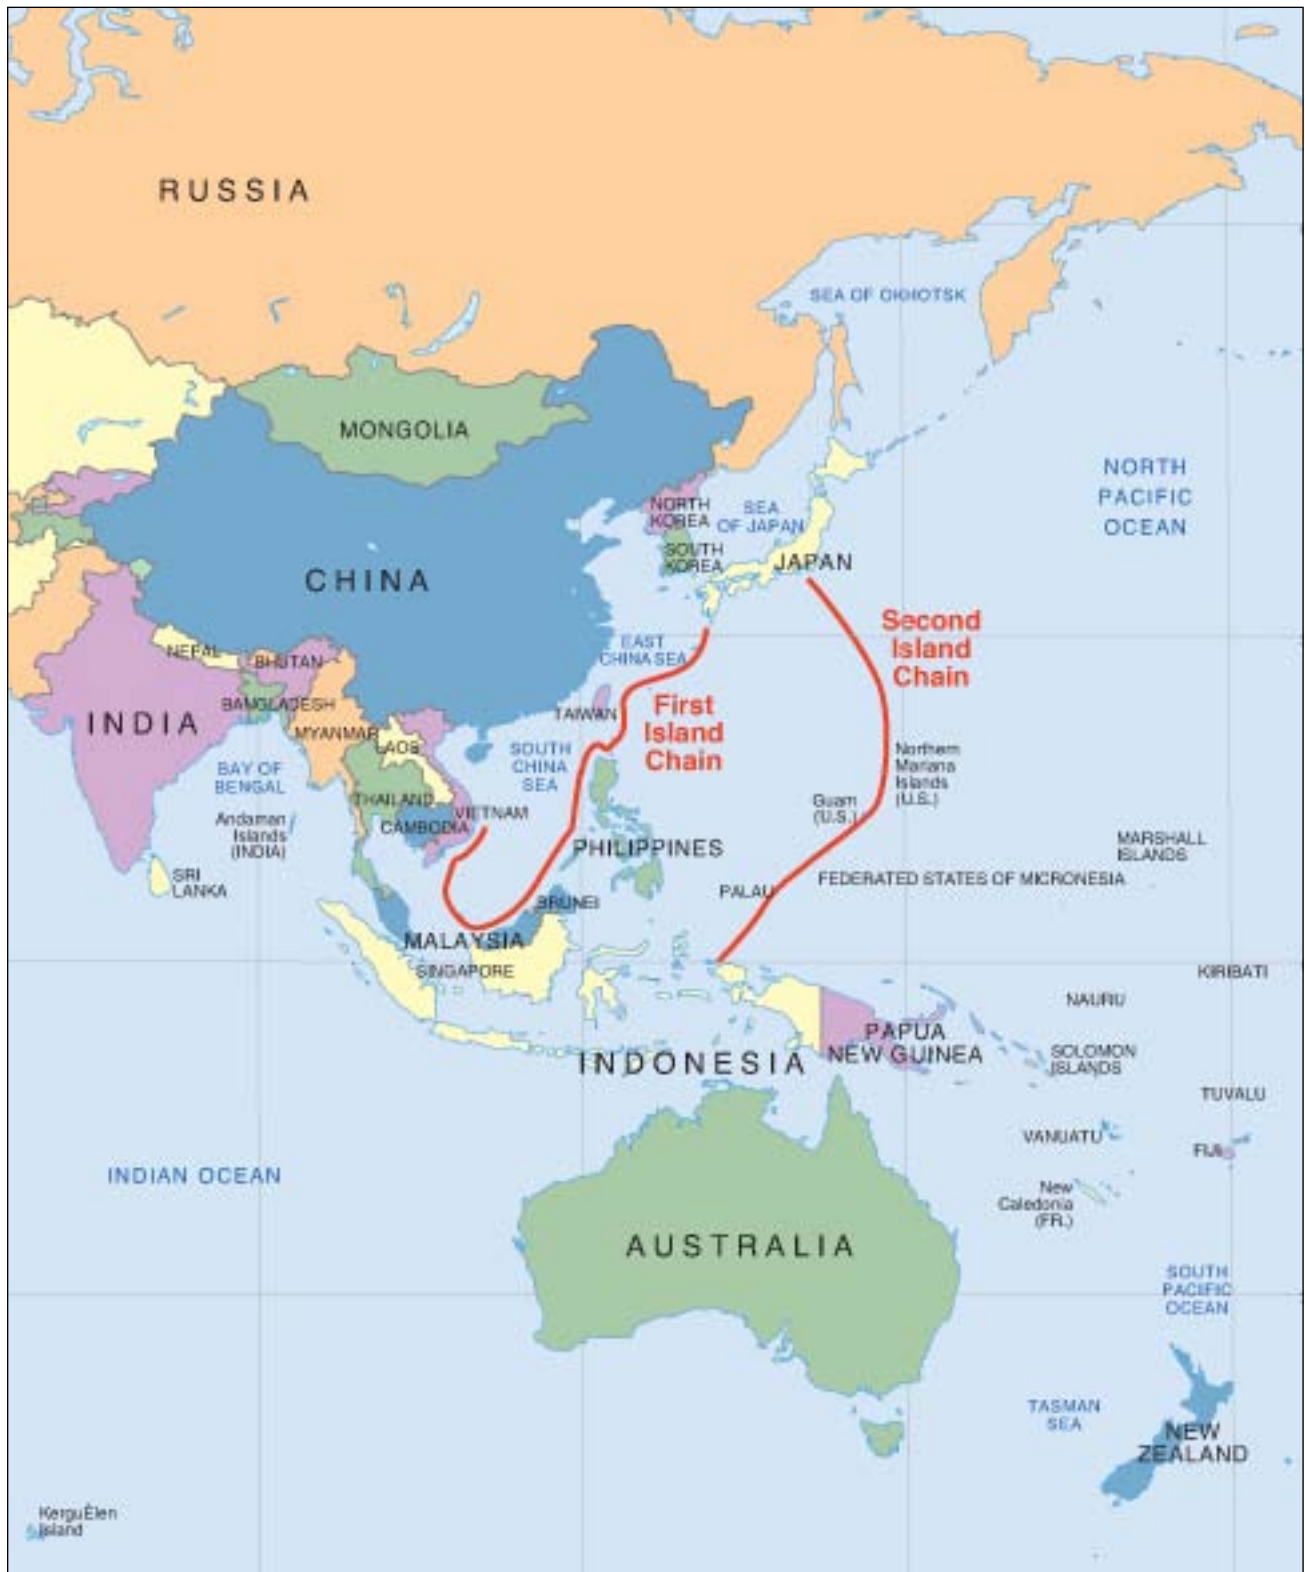 RUSSIA
SEA OF OKHOTSK
MONGOLIA
NORTH
PACIFIC
OCEAN
NORTH
KOREA
SEA
OF JAPAN
SOUTH
KOREA
JAPAN
CHINA
Second
Island
Chain
EAST
CHINA SEA
NEPAL
BHUTAN
BANGLADESH
INDIA
MYANMAR
LAOS
TAIWAN
First
Island
Chain
SOUTH
CHINA
SEA
Northern
Mariana
Islands
(U.S.)
BAY OF
BENGAL
THAILAND
VIETNAM
CAMBODIA
Guam
(U.S.)
Andaman
Islands
(INDIA)
PHILIPPINES
MARSHALL
ISLANDS
SRI
LANKA
PALAU
FEDERATED STATES OF MICRONESIA
BRUNEI
MALAYSIA
SINGAPORE
KIRIBATI
NAURU
PAPUA
NEW GUINEA
INDONESIA
SOLOMON
ISLANDS
TUVALU
VANUATU
FIJI
INDIAN OCEAN
New
Caledonia
(FR.)
AUSTRALIA
SOUTH
PACIFIC
OCEAN
TASMAN
SEA
NEW
ZEALAND
KerguÈlen
Island